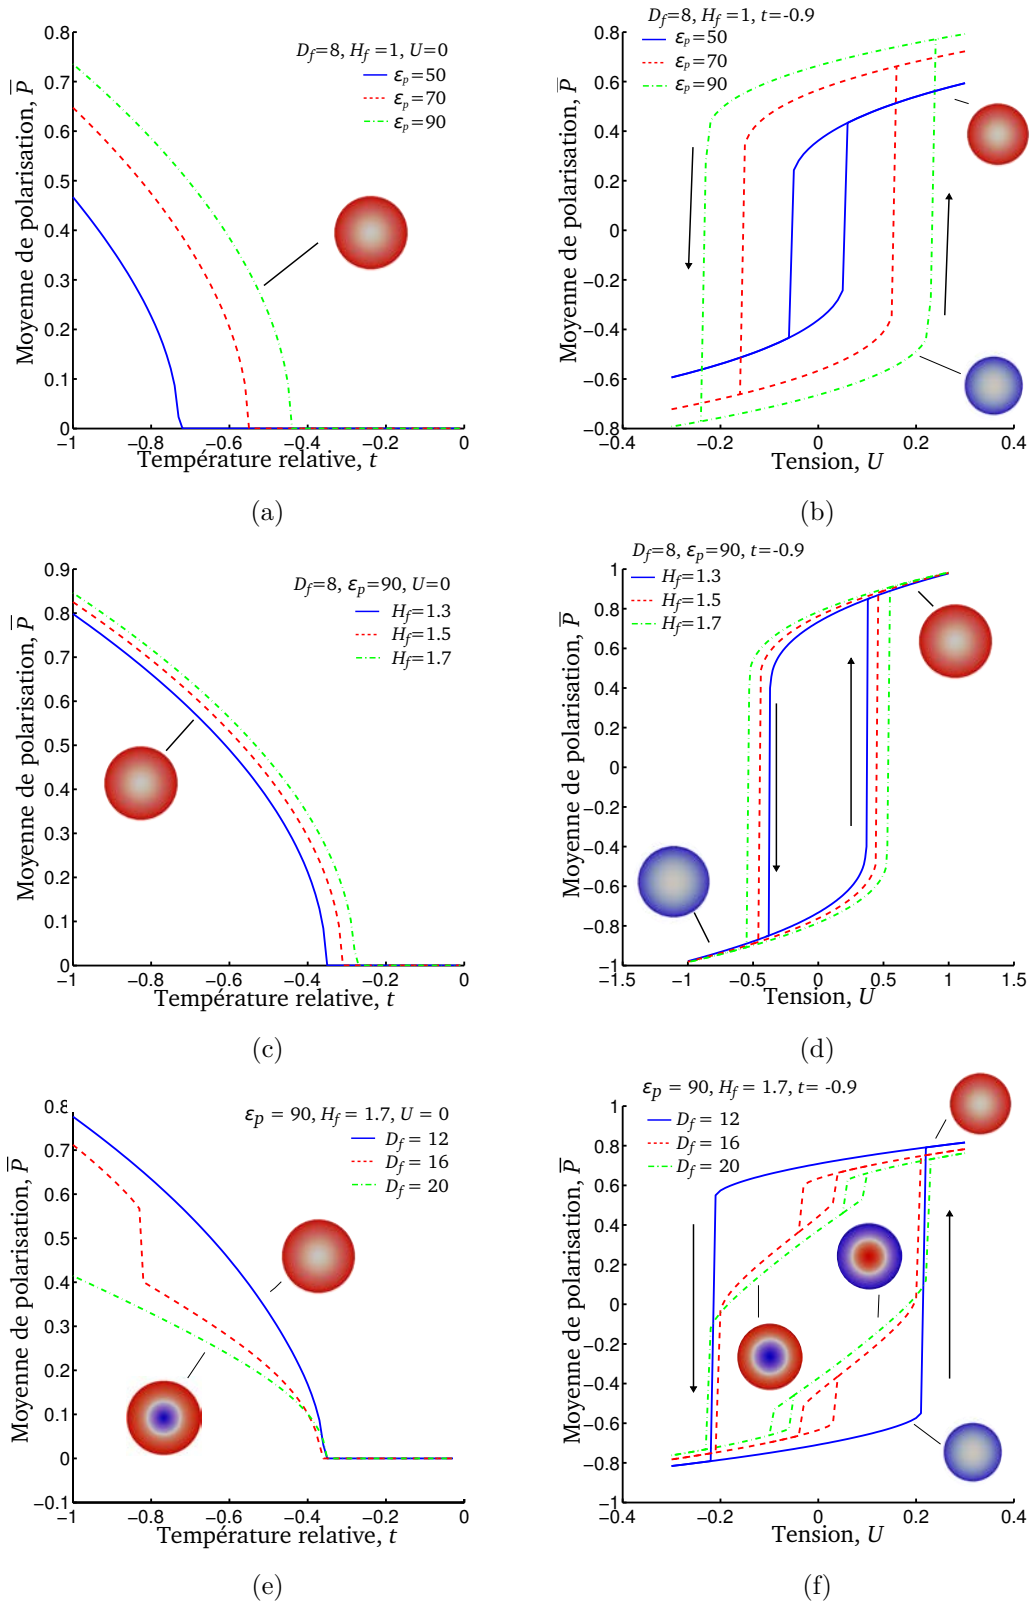 D_f=8, H_f=1, U=0
ε_p=50
ε_p=70
ε_p=90
0.8
0.7
0.6
0.5
0.4
0.3
0.2
0.1
0
−1
−0.8
−0.6
−0.4
−0.2
0
Moyenne de polarisation, P̅
Température relative, t
(a)
D_f=8, H_f=1, t=-0.9
ε_p=50
ε_p=70
ε_p=90
0.8
0.6
0.4
0.2
0
−0.2
−0.4
−0.6
−0.8
−0.4
−0.2
0
0.2
0.4
Moyenne de polarisation, P̅
Tension, U
(b)
D_f=8, ε_p=90, U=0
H_f=1.3
H_f=1.5
H_f=1.7
0.9
0.8
0.7
0.6
0.5
0.4
0.3
0.2
0.1
0
−1
−0.8
−0.6
−0.4
−0.2
0
Moyenne de polarisation, P̅
Température relative, t
(c)
D_f=8, ε_p=90, t=-0.9
H_f=1.3
H_f=1.5
H_f=1.7
1
0.8
0.6
0.4
0.2
0
−0.2
−0.4
−0.6
−0.8
−1
−1.5
−1
−0.5
0
0.5
1
1.5
Moyenne de polarisation, P̅
Tension, U
(d)
ε_p = 90, H_f = 1.7, U = 0
D_f = 12
D_f = 16
D_f = 20
0.8
0.7
0.6
0.5
0.4
0.3
0.2
0.1
0
−0.1
−1
−0.8
−0.6
−0.4
−0.2
0
Moyenne de polarisation, P̅
Température relative, t
(e)
ε_p = 90, H_f = 1.7, t= -0.9
D_f = 12
D_f = 16
D_f = 20
1
0.8
0.6
0.4
0.2
0
−0.2
−0.4
−0.6
−0.8
−1
−0.4
−0.2
0
0.2
0.4
Moyenne de polarisation, P̅
Tension, U
(f)